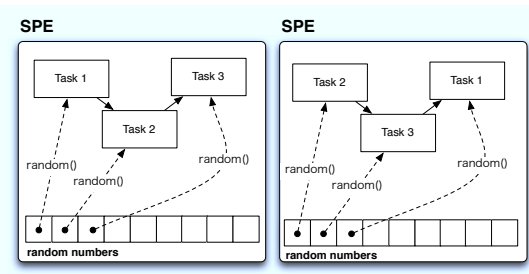 SPE
Task 1
Task 3
Task 2
random()
random()
random()
random numbers
SPE
Task 2
Task 1
Task 3
random()
random()
random()
random numbers